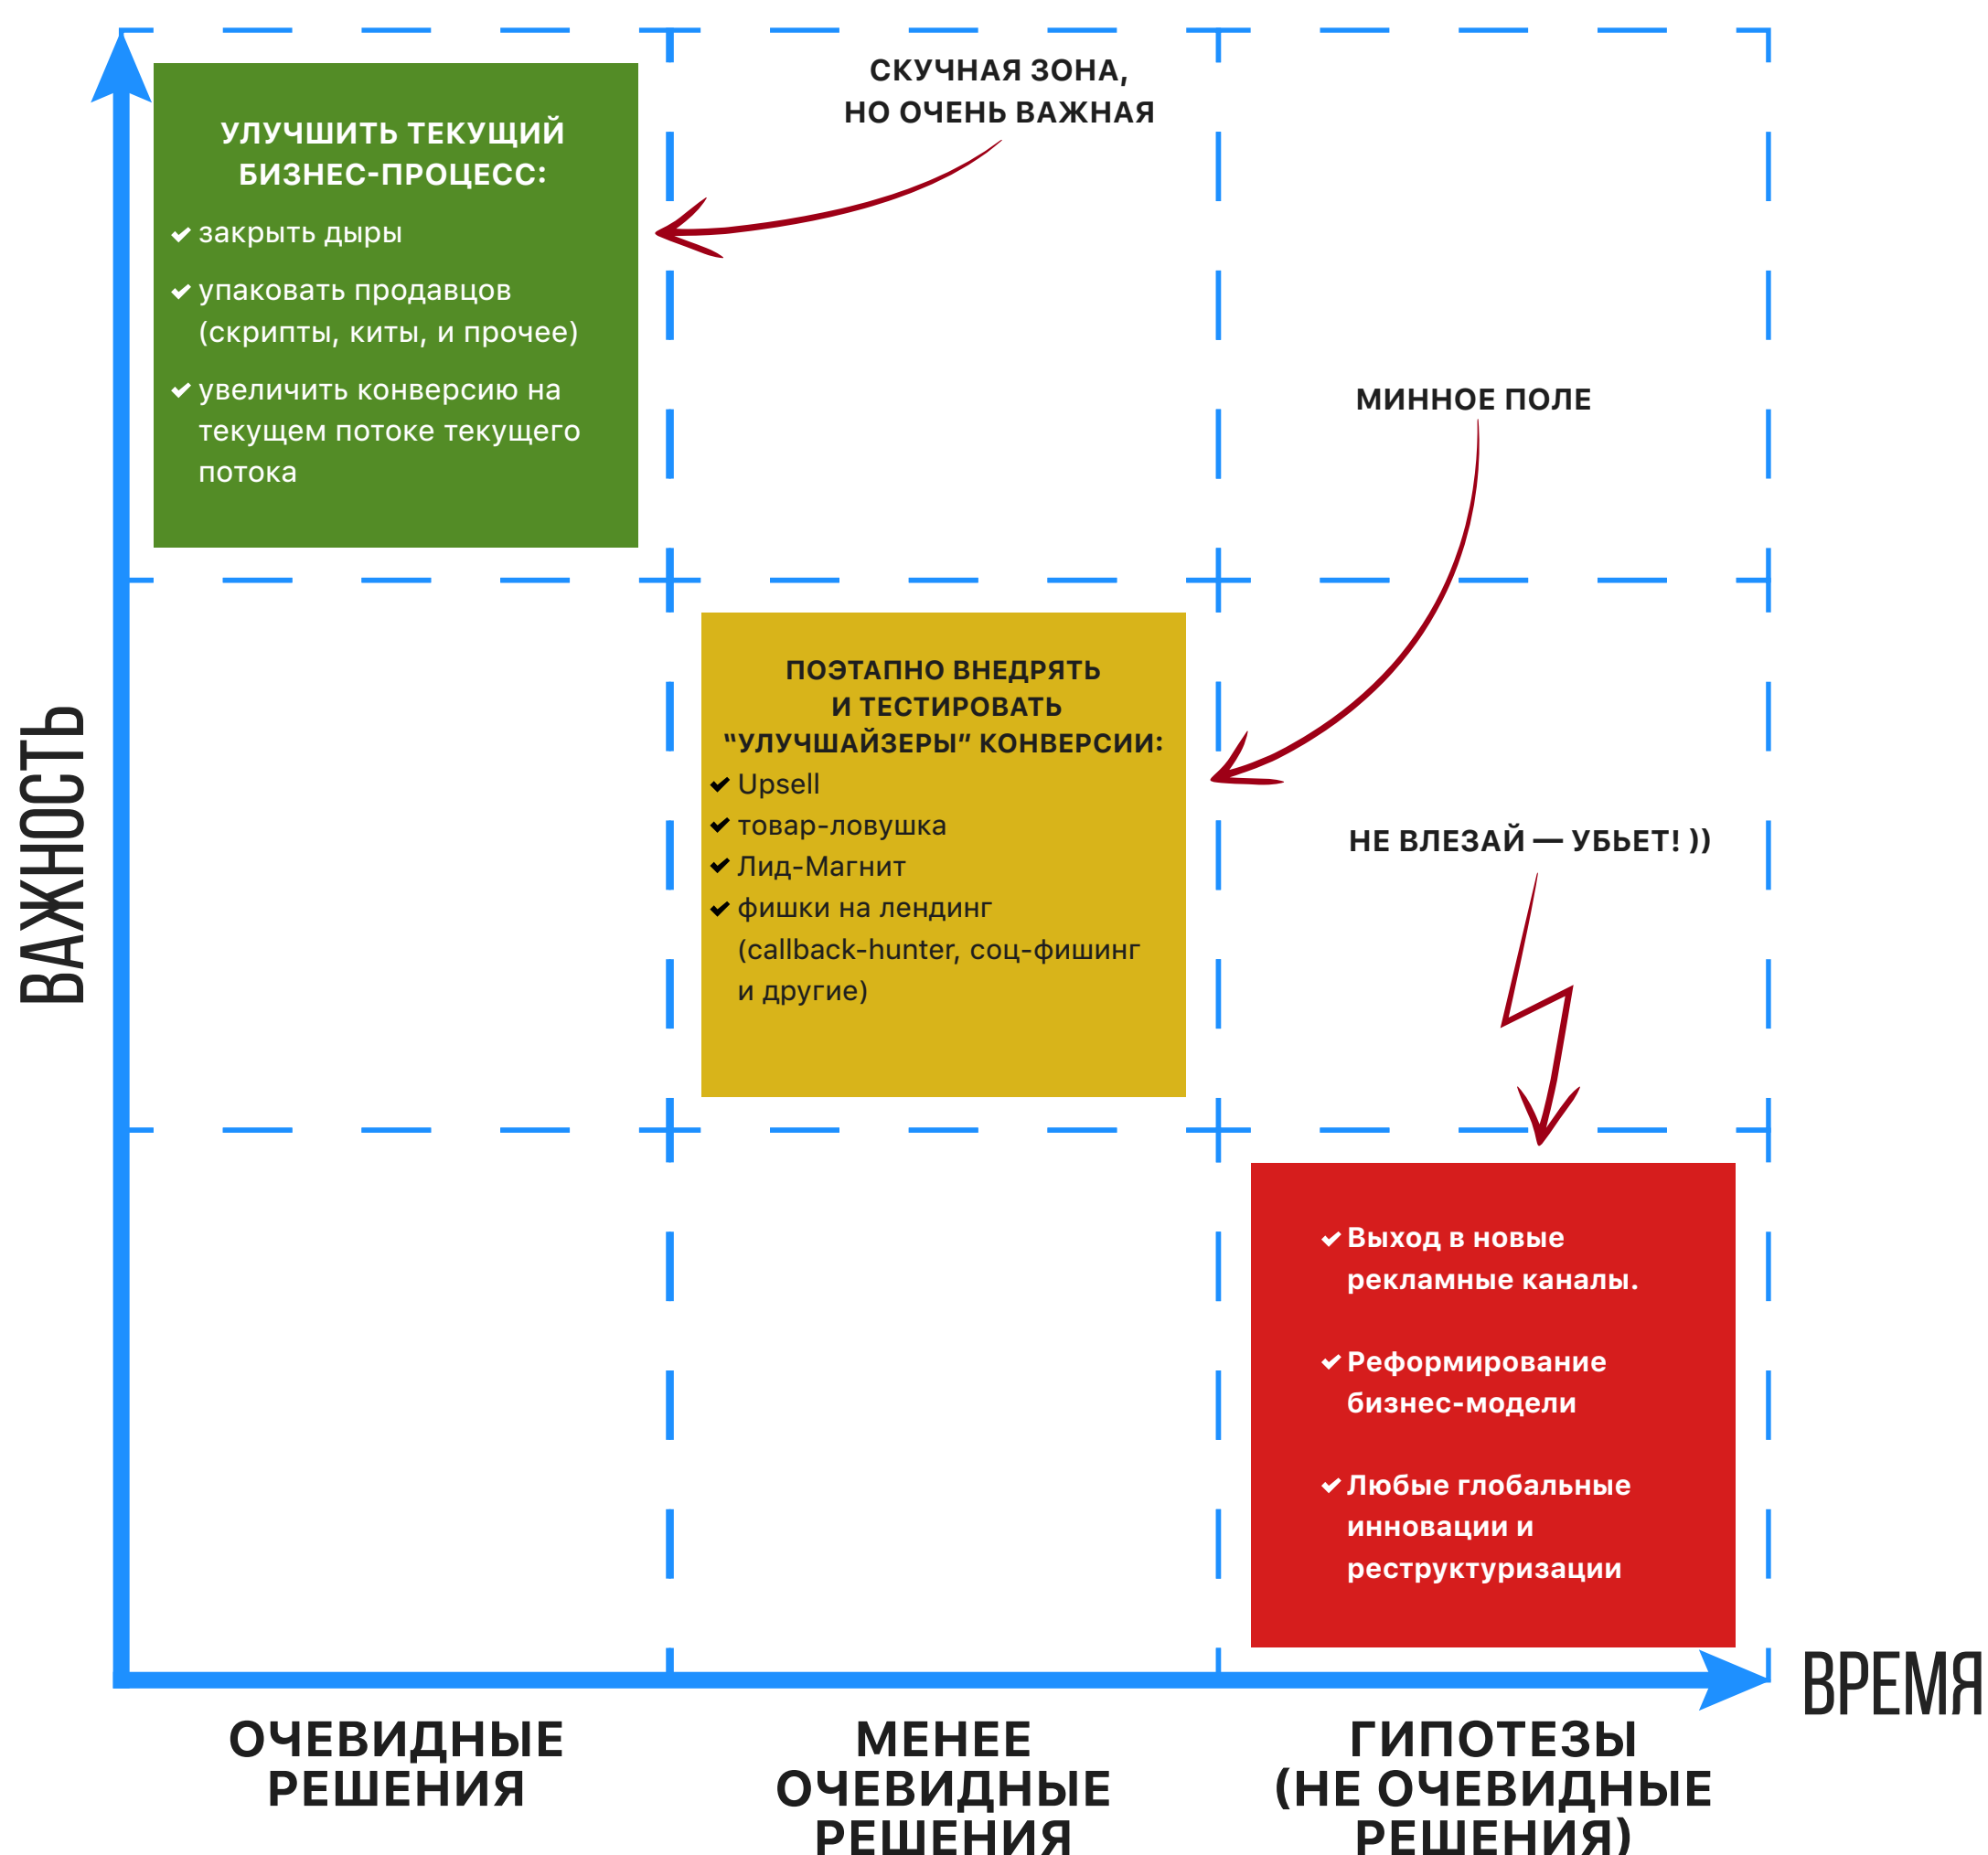 СКУЧНАЯ ЗОНА,
НО ОЧЕНЬ ВАЖНАЯ
УЛУЧШИТЬ ТЕКУЩИЙ
БИЗНЕС-ПРОЦЕСС:
закрыть дыры
упаковать продавцов
(скрипты, киты, и прочее)
увеличить конверсию на
текущем потоке текущего
потока
МИННОЕ ПОЛЕ
ПОЭТАПНО ВНЕДРЯТЬ
И ТЕСТИРОВАТЬ
“УЛУЧШАЙЗЕРЫ” КОНВЕРСИИ:
Upsell
товар-ловушка
Лид-Магнит
фишки на лендинг
(callback-hunter, соц-фишинг
и другие)
НЕ ВЛЕЗАЙ — УБЬЕТ! ))
Выход в новые
рекламные каналы.
Реформирование
бизнес-модели
Любые глобальные
инновации и
реструктуризации
ВАЖНОСТЬ
ВРЕМЯ
ОЧЕВИДНЫЕ
РЕШЕНИЯ
МЕНЕЕ
ОЧЕВИДНЫЕ
РЕШЕНИЯ
ГИПОТЕЗЫ
(НЕ ОЧЕВИДНЫЕ
РЕШЕНИЯ)